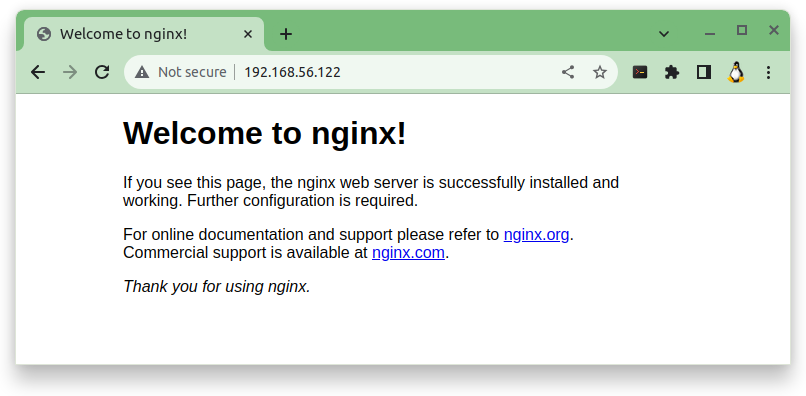 Welcome to nginx!
Not secure
192.168.56.122
Welcome to nginx!
If you see this page, the nginx web server is successfully installed and
working. Further configuration is required.
For online documentation and support please refer to nginx.org.
Commercial support is available at nginx.com.
Thank you for using nginx.